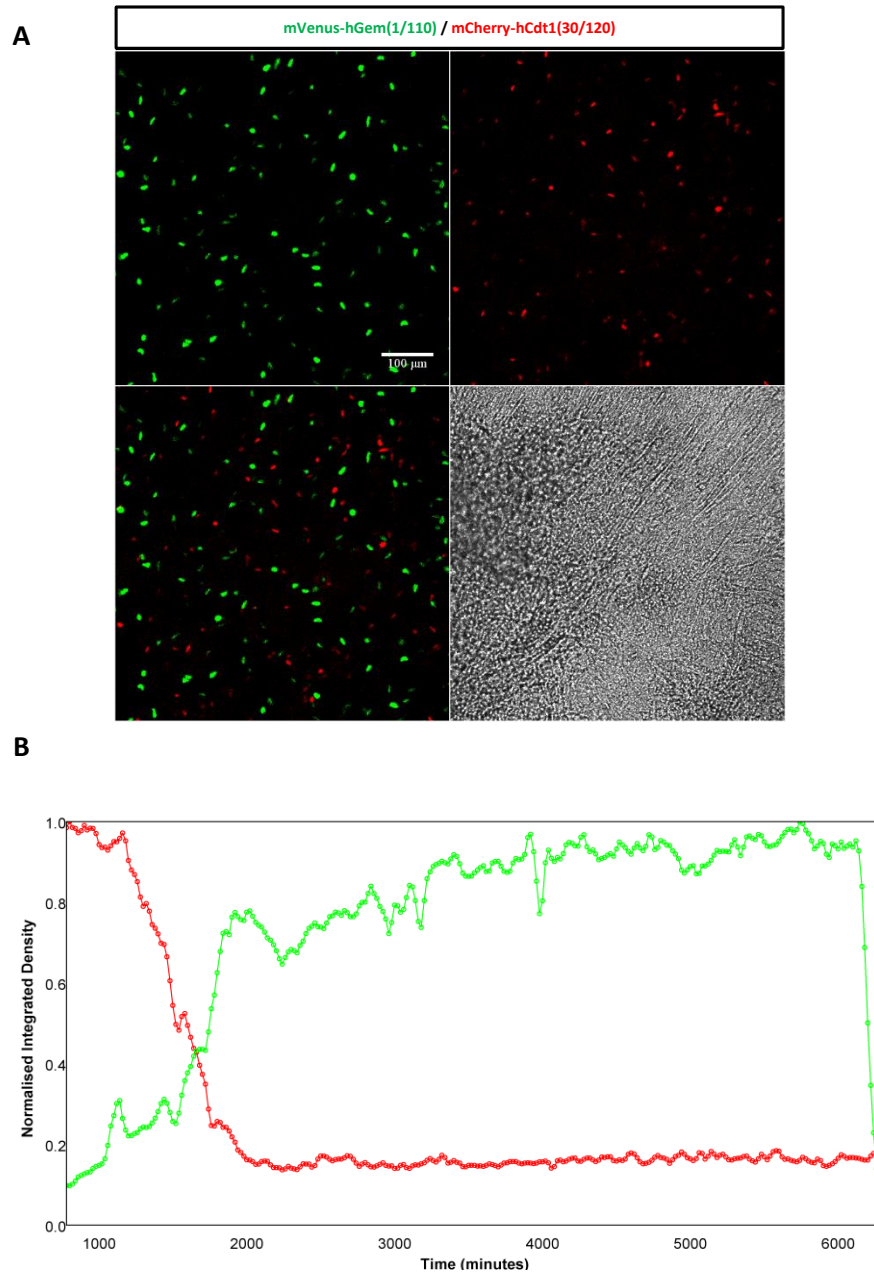 A
mVenus-hGem(1/110) / mCherry-hCdt1(30/120)
100 µm
B
1.0
0.8
0.6
0.4
0.2
0.0
Normalised Integrated Density
1000 2000 3000 4000 5000 6000
Time (minutes)